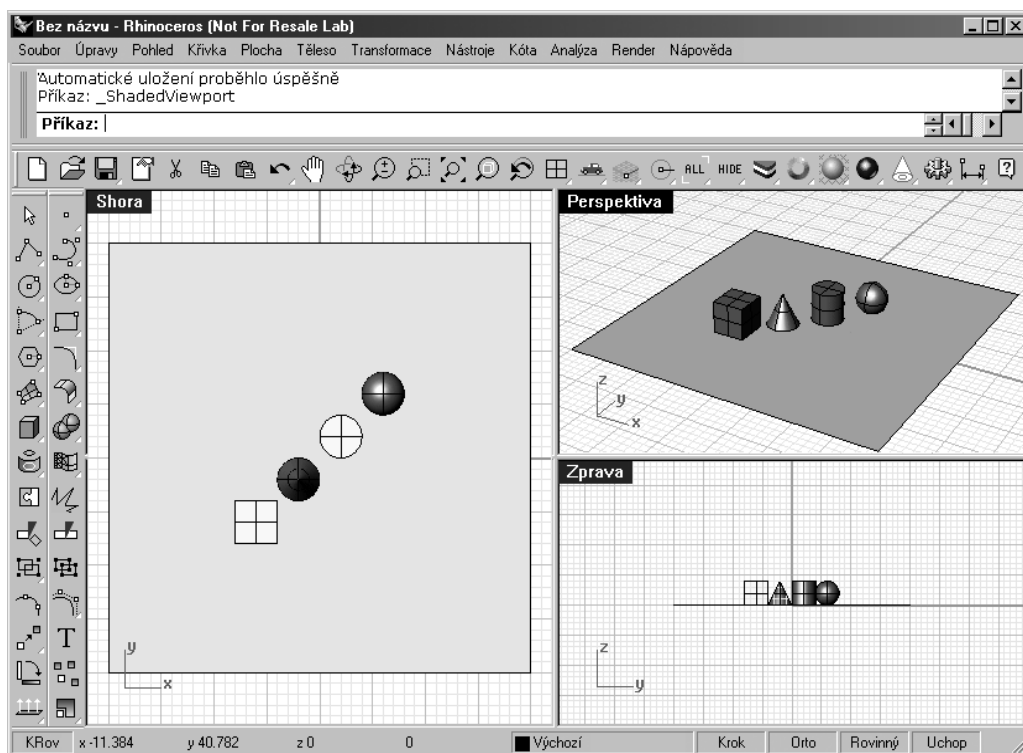 Bez názvu - Rhinoceros (Not For Resale Lab)
Soubor Úpravy Pohled Křivka Plocha Těleso Transformace Nástroje Kóta Analýza Render Nápověda
Automatické uložení proběhlo úspěšně
Příkaz: _ShadedViewport
Příkaz:
ALL HIDE
Shora
Perspektiva
z
y
x
Zprava
T
y
x
z
y
KRov x -11.384 y 40.782 z 0 0 Výchozí Krok Orto Rovinný Uchop